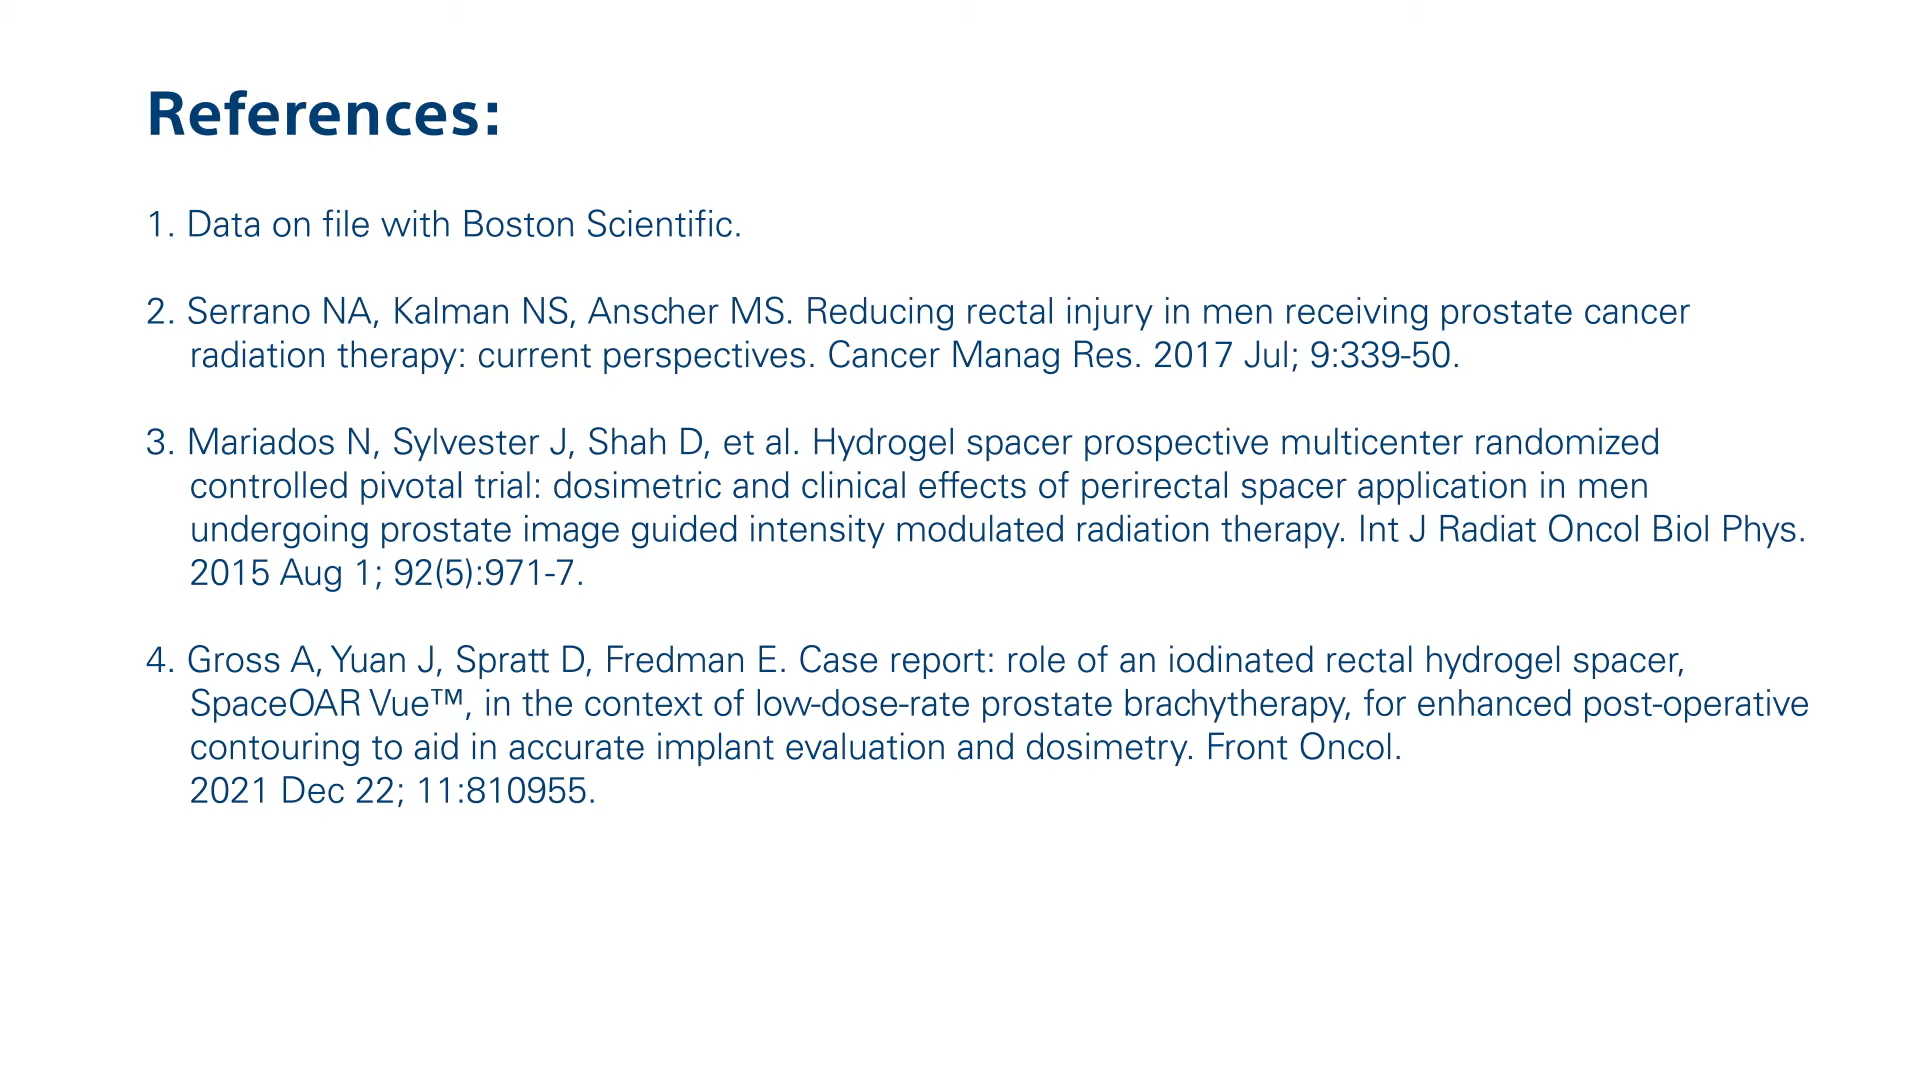 References:
1. Data on file with Boston Scientific.
2. Serrano NA, Kalman NS, Anscher MS. Reducing rectal injury in men receiving prostate cancer
radiation therapy: current perspectives. Cancer Manag Res. 2017 Jul; 9:339-50.
3. Mariados N, Sylvester J, Shah D, et al. Hydrogel spacer prospective multicenter randomized
controlled pivotal trial: dosimetric and clinical effects of perirectal spacer application in men
undergoing prostate image guided intensity modulated radiation therapy. Int J Radiat Oncol Biol Phys.
2015 Aug 1; 92(5):971-7.
4. Gross A, Yuan J, Spratt D, Fredman E. Case report: role of an iodinated rectal hydrogel spacer,
SpaceOAR Vue™, in the context of low-dose-rate prostate brachytherapy, for enhanced post-operative
contouring to aid in accurate implant evaluation and dosimetry. Front Oncol.
2021 Dec 22; 11:810955.